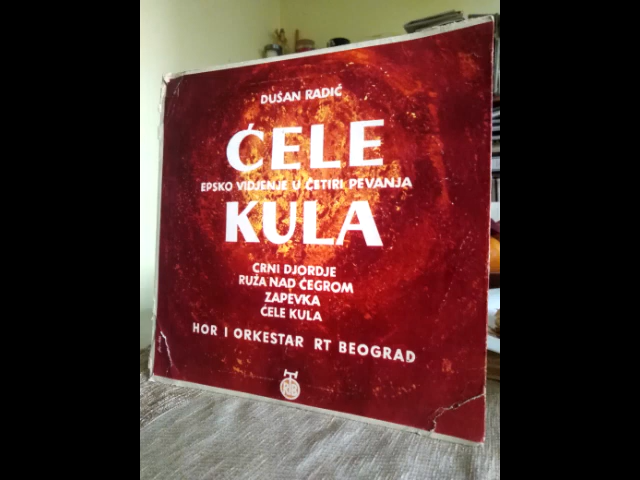 DUŠAN RADIĆ
ĆELE
EPSKO VIDJENJE U ČETIRI PEVANJA
KULA
CRNI DJORDJE
RUŽA NAD ČEGROM
ZAPEVKA
ĆELE KULA
HOR I ORKESTAR RT BEOGRAD
RTB